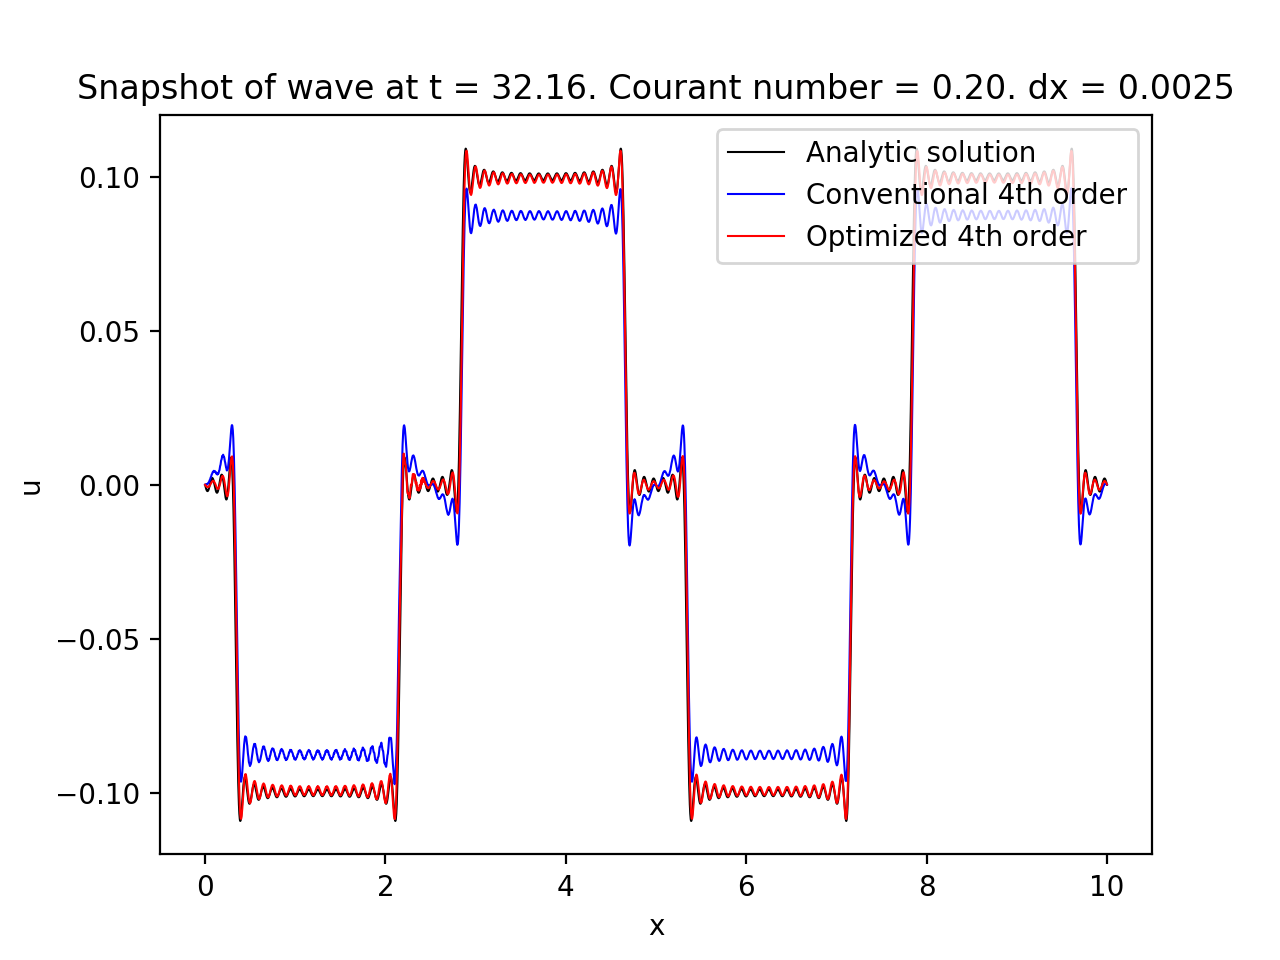 Snapshot of wave at t = 32.16. Courant number = 0.20. dx = 0.0025
Analytic solution
Conventional 4th order
Optimized 4th order
0.10
0.05
0.00
−0.05
−0.10
u
0 2 4 6 8 10
x